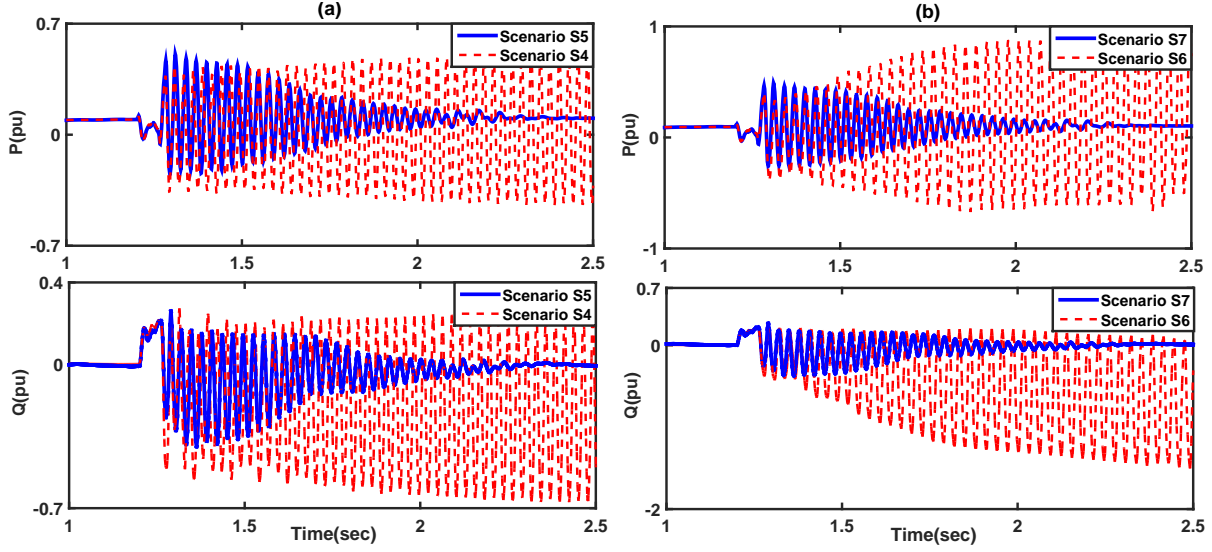 (a)
0.7
Scenario S5
Scenario S4
P(pu)
0
-0.7
1
1.5
2
2.5
0.4
Scenario S5
Scenario S4
Q(pu)
0
-0.7
1
1.5
2
2.5
Time(sec)
(b)
1
Scenario S7
Scenario S6
P(pu)
0
-1
1
1.5
2
2.5
0.7
Scenario S7
Scenario S6
Q(pu)
0
-2
1
1.5
2
2.5
Time(sec)